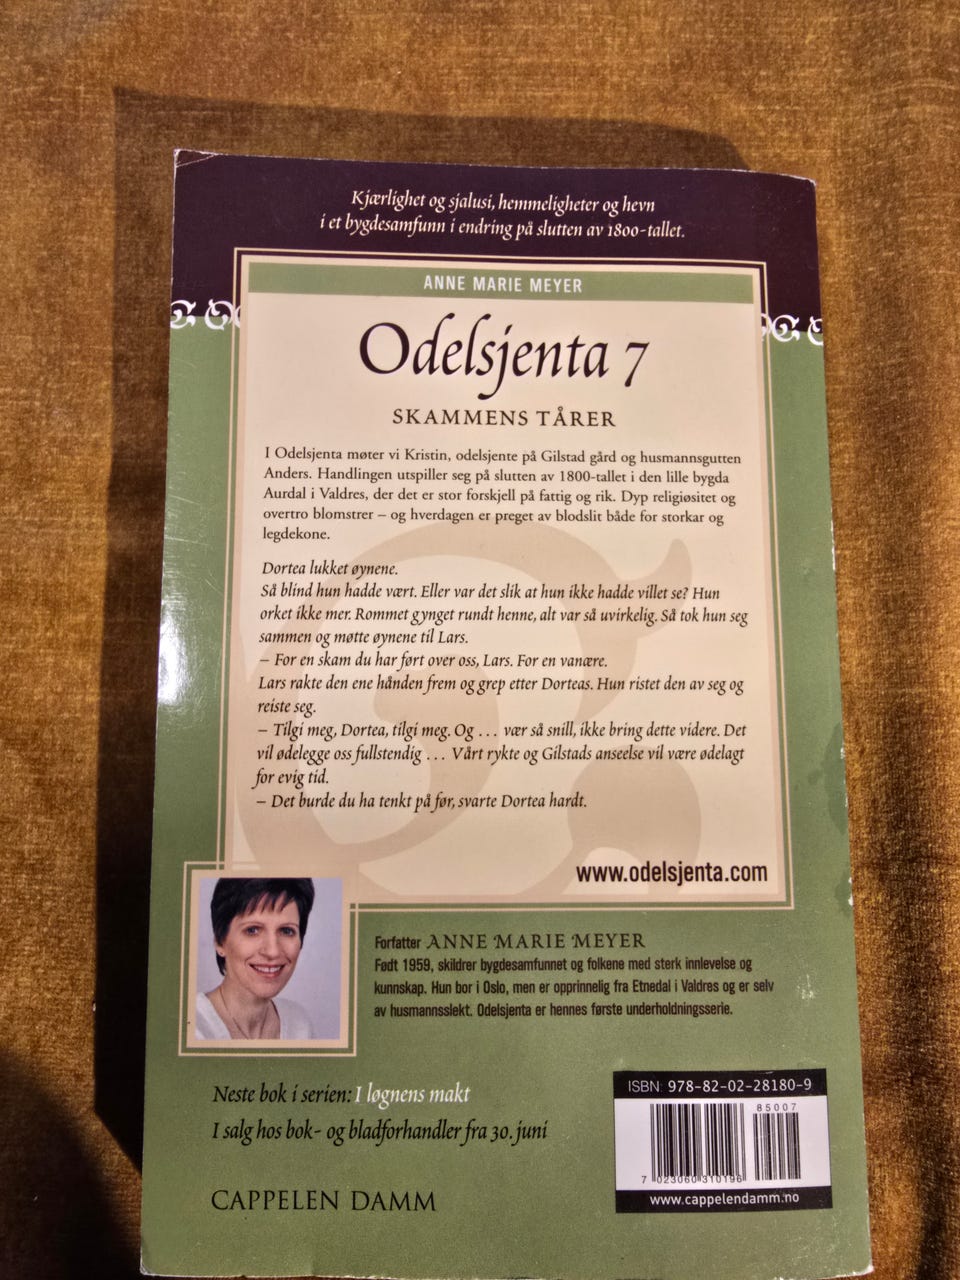 Kjærlighet og sjalusi, hemmeligheter og hevn
i et bygdesamfunn i endring på slutten av 1800-tallet.
ANNE MARIE MEYER
Odelsjenta 7
SKAMMENS TÅRER
I Odelsjenta møter vi Kristin, odelsjente på Gilstad gård og husmannsgutten
Anders. Handlingen utspiller seg på slutten av 1800-tallet i den lille bygda
Aurdal i Valdres, der det er stor forskjell på fattig og rik. Dyp religiøsitet og
overtro blomstrer – og hverdagen er preget av blodslit både for storkar og
legdekone.
Dortea lukket øynene.
Så blind hun hadde vært. Eller var det slik at hun ikke hadde villet se? Hun
orket ikke mer. Rommet gynget rundt henne, alt var så uvirkelig. Så tok hun seg
sammen og møtte øynene til Lars.
– For en skam du har ført over oss, Lars. For en vanære.
Lars rakte den ene hånden frem og grep etter Dorteas. Hun ristet den av seg og
reiste seg.
– Tilgi meg, Dortea, tilgi meg. Og ... vær så snill, ikke bring dette videre. Det
vil ødelegge oss fullstendig ... Vårt rykte og Gilstads anseelse vil være ødelagt
for evig tid.
– Det burde du ha tenkt på før, svarte Dortea hardt.
www.odelsjenta.com
Forfatter ANNE MARIE MEYER
Født 1959, skildrer bygdesamfunnet og folkene med sterk innlevelse og
kunnskap. Hun bor i Oslo, men er opprinnelig fra Etnedal i Valdres og er selv
av husmannsslekt. Odelsjenta er hennes første underholdningsserie.
Neste bok i serien: I løgnens makt
I salg hos bok- og bladforhandler fra 30. juni
CAPPELEN DAMM
ISBN 978-82-02-28180-9
85007
7 023060 310196
www.cappelendamm.no